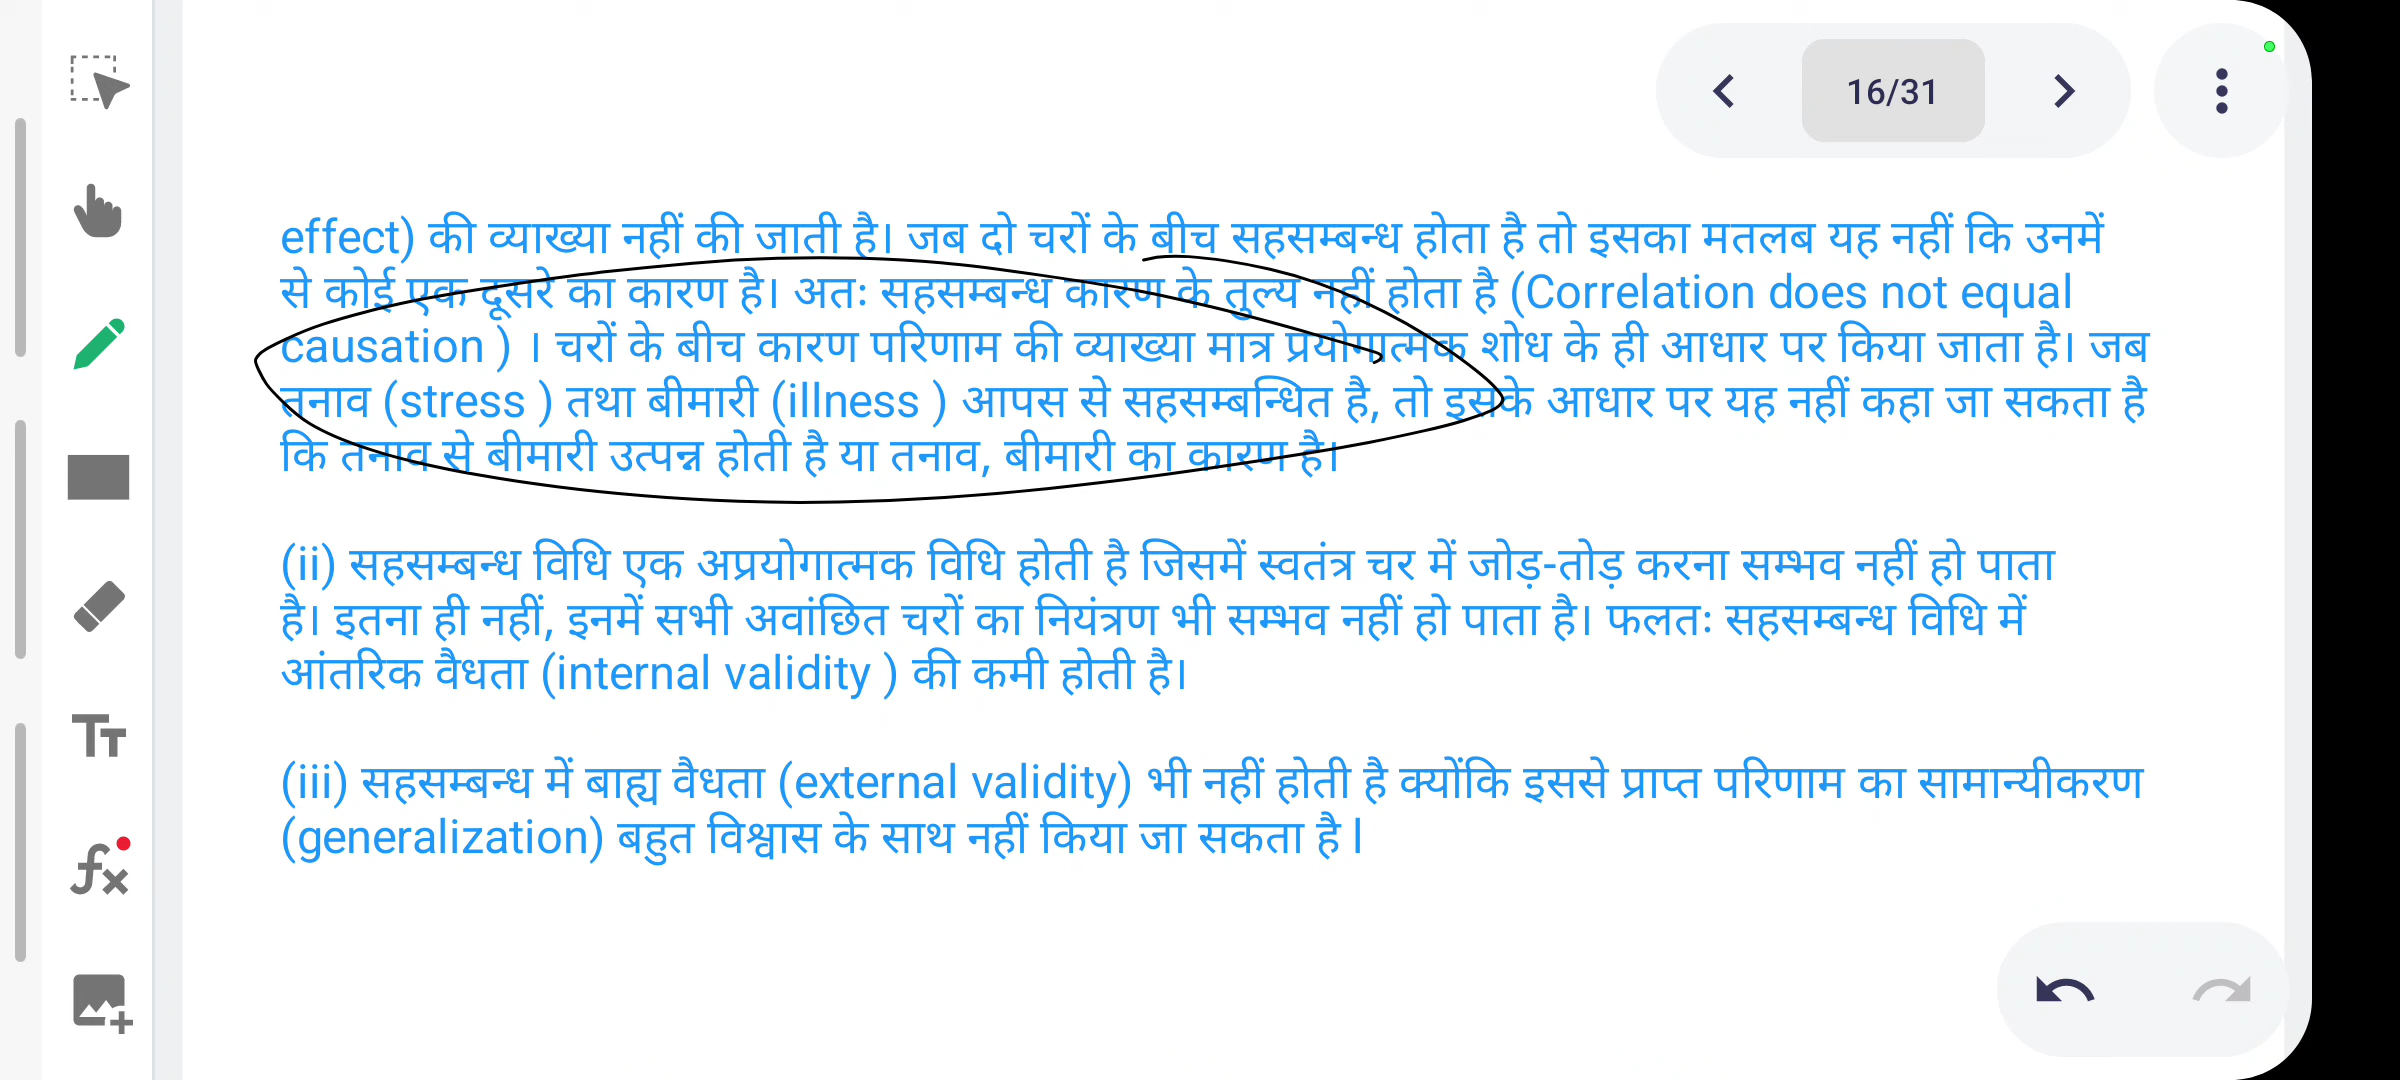 16/31
effect) की व्याख्या नहीं की जाती है। जब दो चरों के बीच सहसम्बन्ध होता है तो इसका मतलब यह नहीं कि उनमें
से कोई एक दूसरे का कारण है। अतः सहसम्बन्ध कारण के तुल्य नहीं होता है (Correlation does not equal
causation ) । चरों के बीच कारण परिणाम की व्याख्या मात्र प्रयोगात्मक शोध के ही आधार पर किया जाता है। जब
तनाव (stress ) तथा बीमारी (illness ) आपस से सहसम्बन्धित है, तो इसके आधार पर यह नहीं कहा जा सकता है
कि तनाव से बीमारी उत्पन्न होती है या तनाव, बीमारी का कारण है।
(ii) सहसम्बन्ध विधि एक अप्रयोगात्मक विधि होती है जिसमें स्वतंत्र चर में जोड़-तोड़ करना सम्भव नहीं हो पाता
है। इतना ही नहीं, इनमें सभी अवांछित चरों का नियंत्रण भी सम्भव नहीं हो पाता है। फलतः सहसम्बन्ध विधि में
आंतरिक वैधता (internal validity ) की कमी होती है।
(iii) सहसम्बन्ध में बाह्य वैधता (external validity) भी नहीं होती है क्योंकि इससे प्राप्त परिणाम का सामान्यीकरण
(generalization) बहुत विश्वास के साथ नहीं किया जा सकता है l